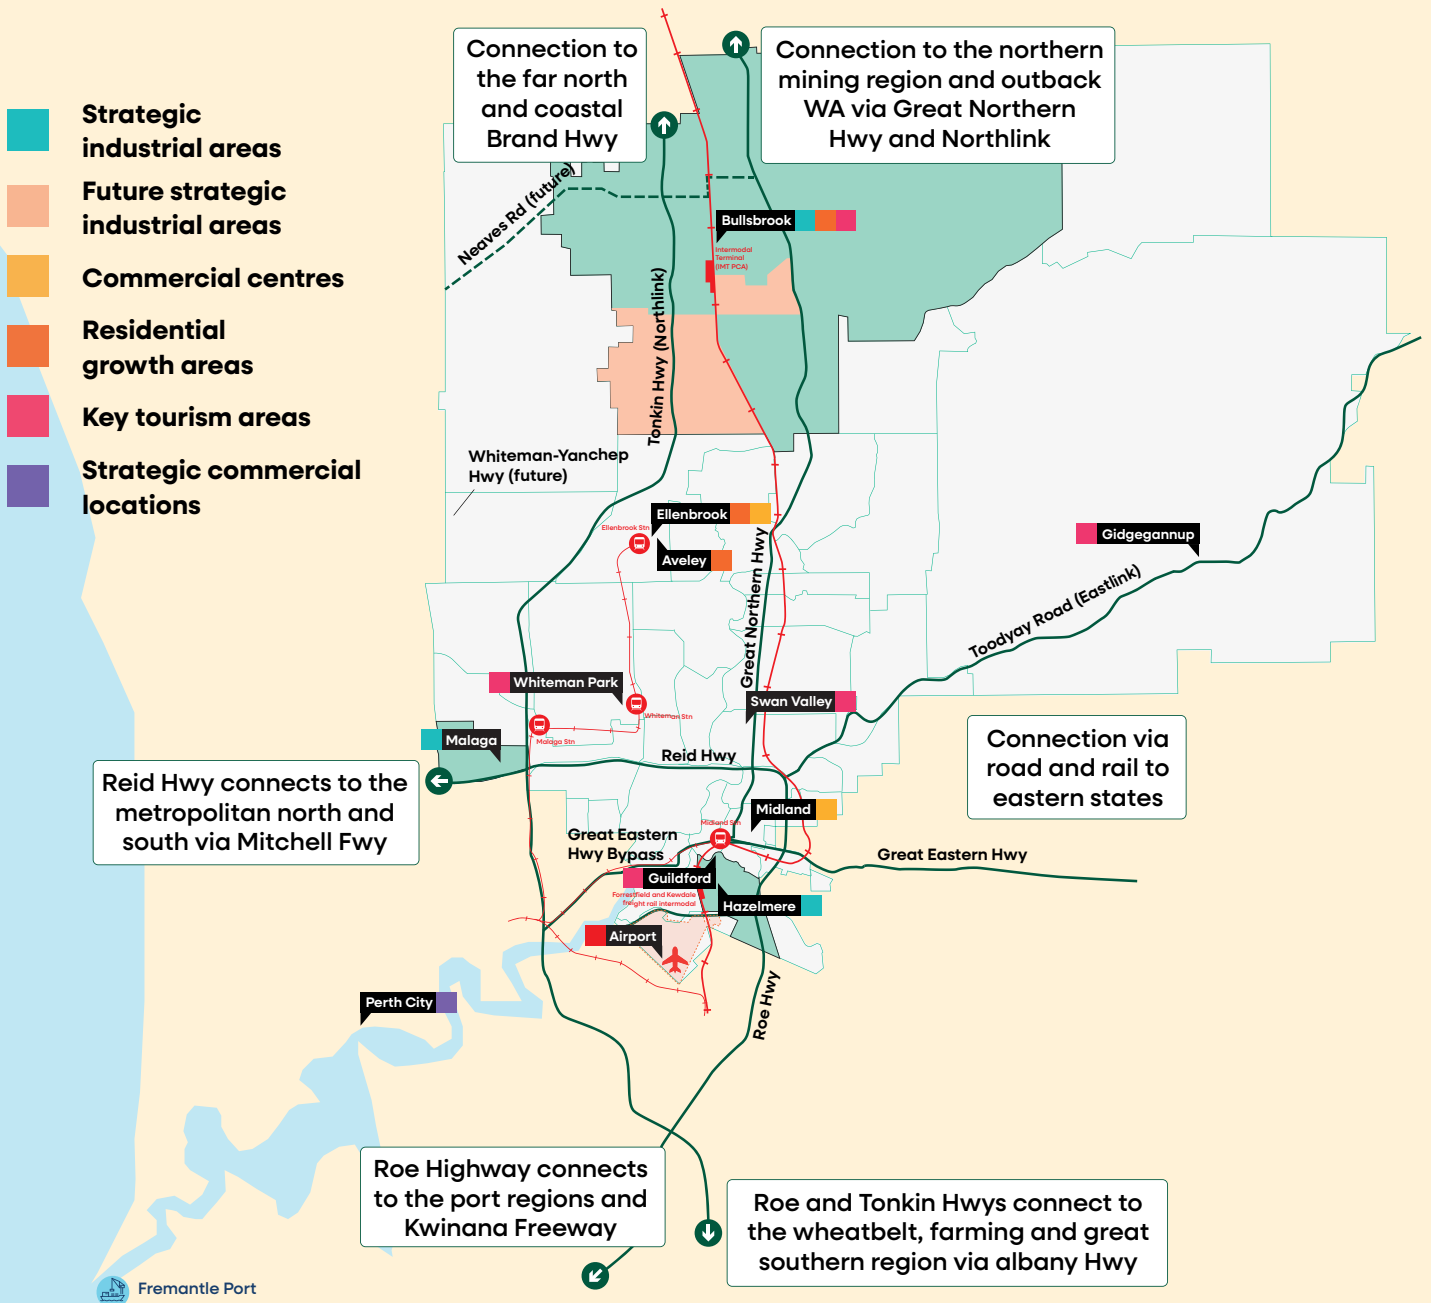 Connection to
the far north
and coastal
Brand Hwy
Connection to the northern
mining region and outback
WA via Great Northern
Hwy and Northlink
Strategic
industrial areas
Future strategic
industrial areas
Commercial centres
Residential
growth areas
Key tourism areas
Strategic commercial
locations
Neaves Rd (future)
Bullsbrook
Intermodal
Terminal
(IMT PCA)
Tonkin Hwy (Northlink)
Whiteman-Yanchep
Hwy (future)
Ellenbrook
Ellenbrook Stn
Aveley
Great Northern Hwy
Gidgegannup
Toodyay Road (Eastlink)
Whiteman Park
Whiteman Stn
Swan Valley
Malaga
Malaga Stn
Reid Hwy
Connection via
road and rail to
eastern states
Reid Hwy connects to the
metropolitan north and
south via Mitchell Fwy
Midland
Midland Stn
Great Eastern
Hwy Bypass
Great Eastern Hwy
Guildford
Forrestfield and Kewdale
freight rail intermodal
Hazelmere
Airport
Perth City
Roe Hwy
Roe Highway connects
to the port regions and
Kwinana Freeway
Roe and Tonkin Hwys connect to
the wheatbelt, farming and great
southern region via albany Hwy
Fremantle Port